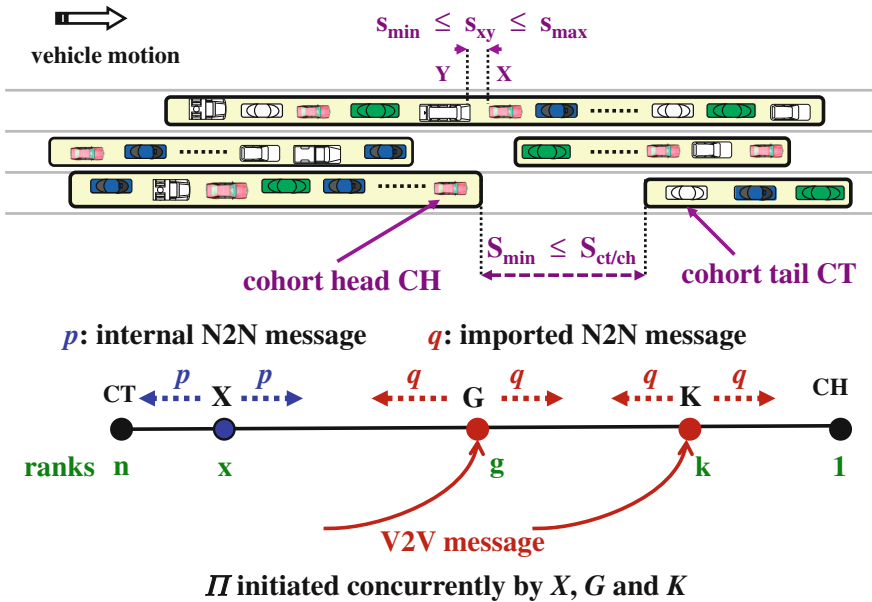 vehicle motion
s_min ≤ s_xy ≤ s_max
Y X
S_min ≤ S_ct/ch
cohort head CH
cohort tail CT
p: internal N2N message q: imported N2N message
p p q q q q
CT X G K CH
ranks n x g k 1
V2V message
Π initiated concurrently by X, G and K